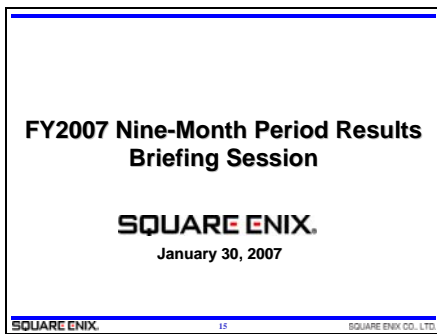 FY2007 Nine-Month Period Results
Briefing Session
SQUARE ENIX.
January 30, 2007
SQUARE ENIX.
15
SQUARE ENIX CO., LTD.